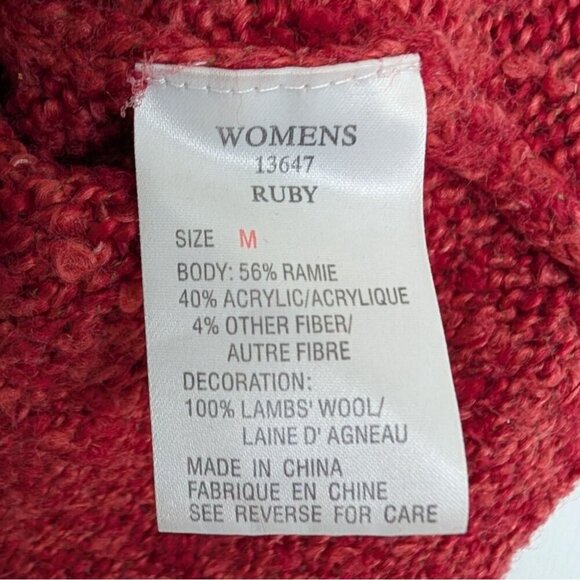 WOMENS
13647
RUBY
SIZE M
BODY: 56% RAMIE
40% ACRYLIC/ACRYLIQUE
4% OTHER FIBER/
AUTRE FIBRE
DECORATION:
100% LAMBS' WOOL/
LAINE D' AGNEAU
MADE IN CHINA
FABRIQUE EN CHINE
SEE REVERSE FOR CARE